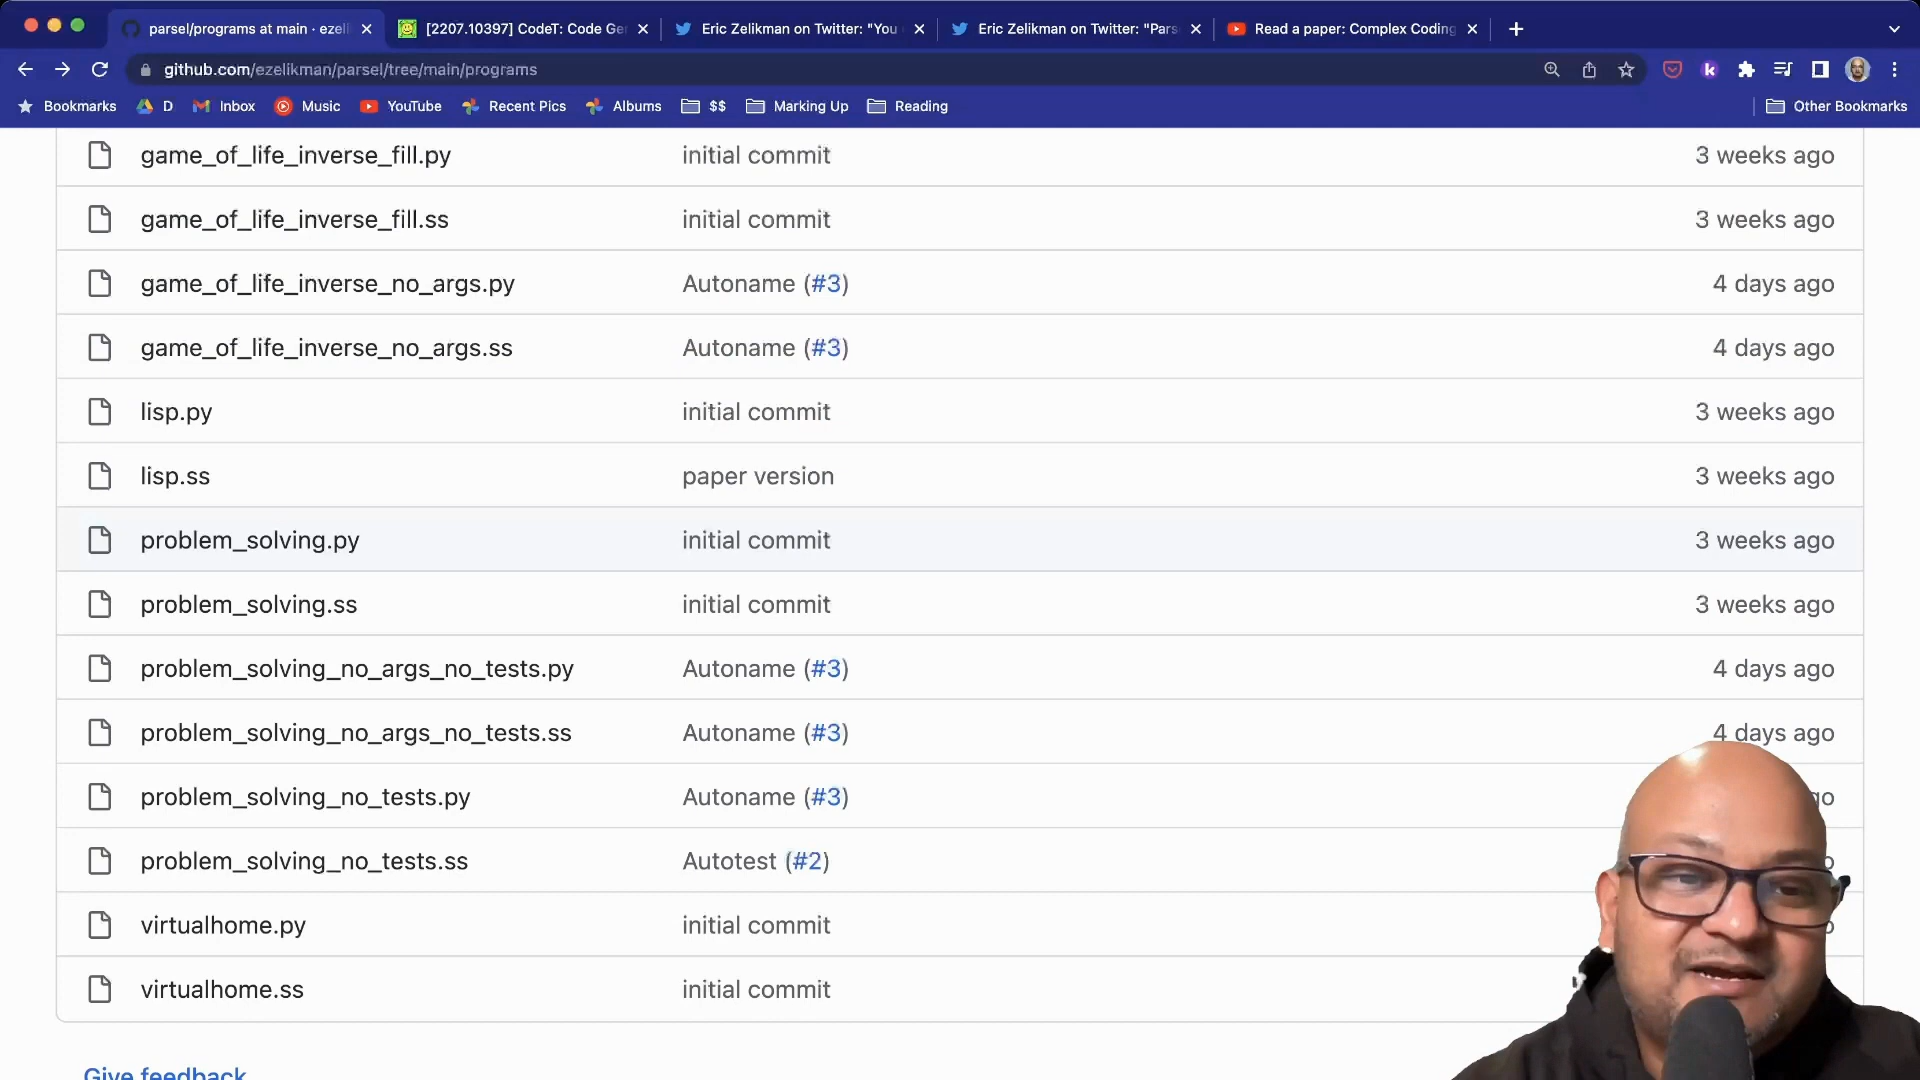 parsel/programs at main · ezeli
[2207.10397] CodeT: Code Ge
Eric Zelikman on Twitter: "You
Eric Zelikman on Twitter: "Pars
Read a paper: Complex Coding
github.com/ezelikman/parsel/tree/main/programs
Bookmarks D Inbox Music YouTube Recent Pics Albums $$ Marking Up Reading Other Bookmarks
game_of_life_inverse_fill.py initial commit 3 weeks ago
game_of_life_inverse_fill.ss initial commit 3 weeks ago
game_of_life_inverse_no_args.py Autoname (#3) 4 days ago
game_of_life_inverse_no_args.ss Autoname (#3) 4 days ago
lisp.py initial commit 3 weeks ago
lisp.ss paper version 3 weeks ago
problem_solving.py initial commit 3 weeks ago
problem_solving.ss initial commit 3 weeks ago
problem_solving_no_args_no_tests.py Autoname (#3) 4 days ago
problem_solving_no_args_no_tests.ss Autoname (#3) 4 days ago
problem_solving_no_tests.py Autoname (#3)
problem_solving_no_tests.ss Autotest (#2)
virtualhome.py initial commit
virtualhome.ss initial commit
Give feedback